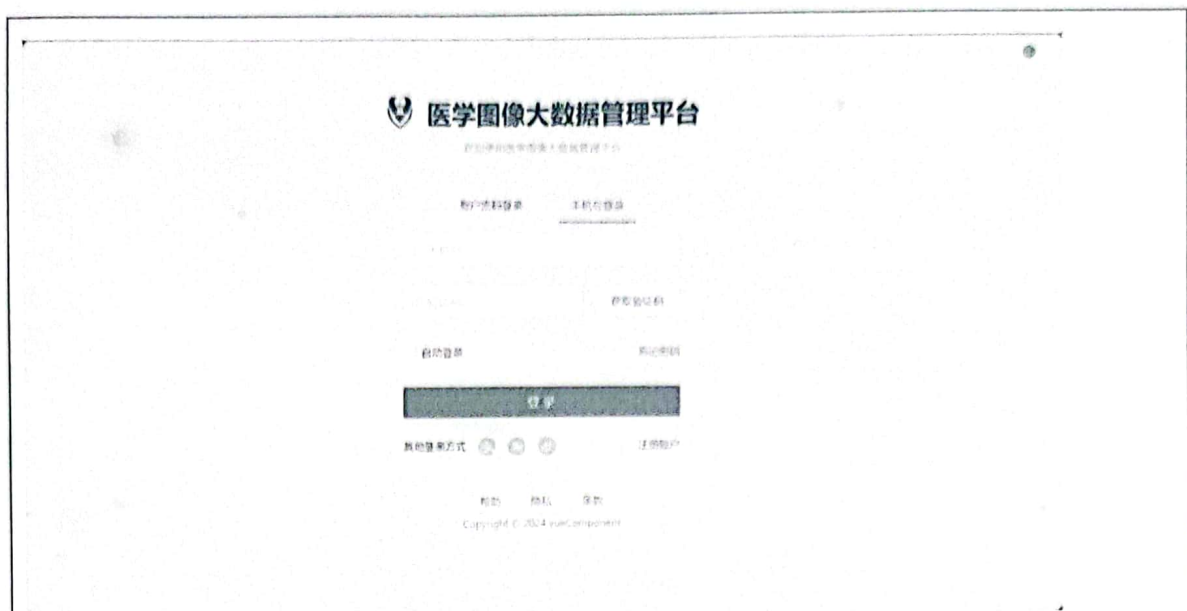 医学图像大数据管理平台
账户密码登录 手机号登录
获取验证码
自动登录 忘记密码
登录
其他登录方式 注册账户
帮助 隐私 条款
Copyright © 2024 vueComponent